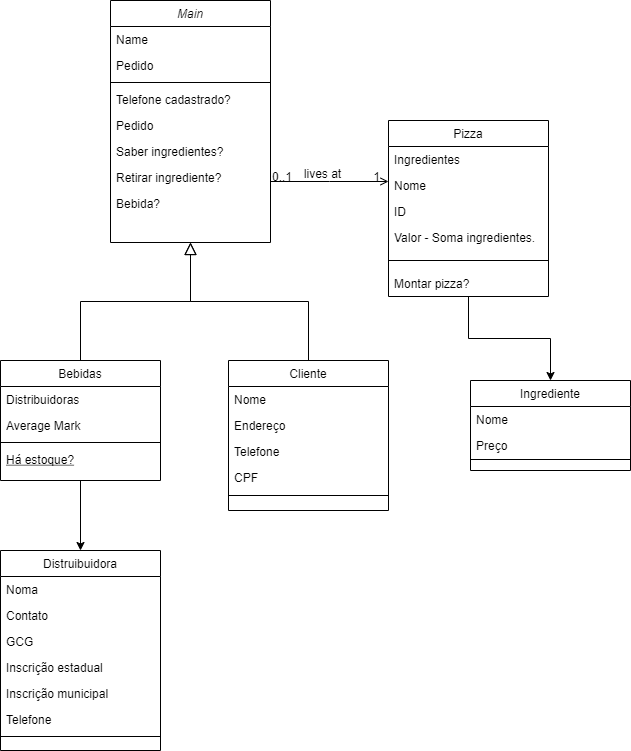 Main
Name
Pedido
Telefone cadastrado?
Pedido
Saber ingredientes?
Retirar ingrediente?
Bebida?
0..1 lives at 1
Pizza
Ingredientes
Nome
ID
Valor - Soma ingredientes.
Montar pizza?
Bebidas
Distribuidoras
Average Mark
Há estoque?
Cliente
Nome
Endereço
Telefone
CPF
Ingrediente
Nome
Preço
Distruibuidora
Noma
Contato
GCG
Inscrição estadual
Inscrição municipal
Telefone